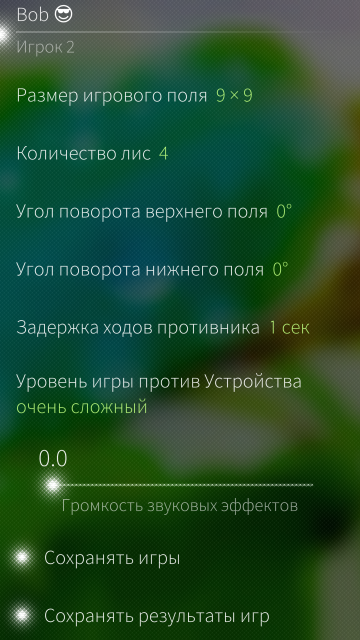 Bob 😎
Игрок 2
Размер игрового поля 9 × 9
Количество лис 4
Угол поворота верхнего поля 0°
Угол поворота нижнего поля 0°
Задержка ходов противника 1 сек
Уровень игры против Устройства
очень сложный
0.0
Громкость звуковых эффектов
Сохранять игры
Сохранять результаты игр